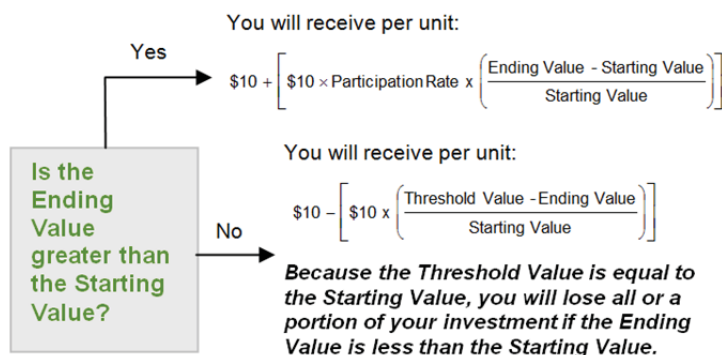 You will receive per unit:
Yes
$10 + [ $10 × Participation Rate x ( Ending Value - Starting Value
Starting Value ) ]
Is the
Ending
Value
greater than
the Starting
Value?
You will receive per unit:
$10 – [ $10 x ( Threshold Value - Ending Value
Starting Value ) ]
No
Because the Threshold Value is equal to
the Starting Value, you will lose all or a
portion of your investment if the Ending
Value is less than the Starting Value.